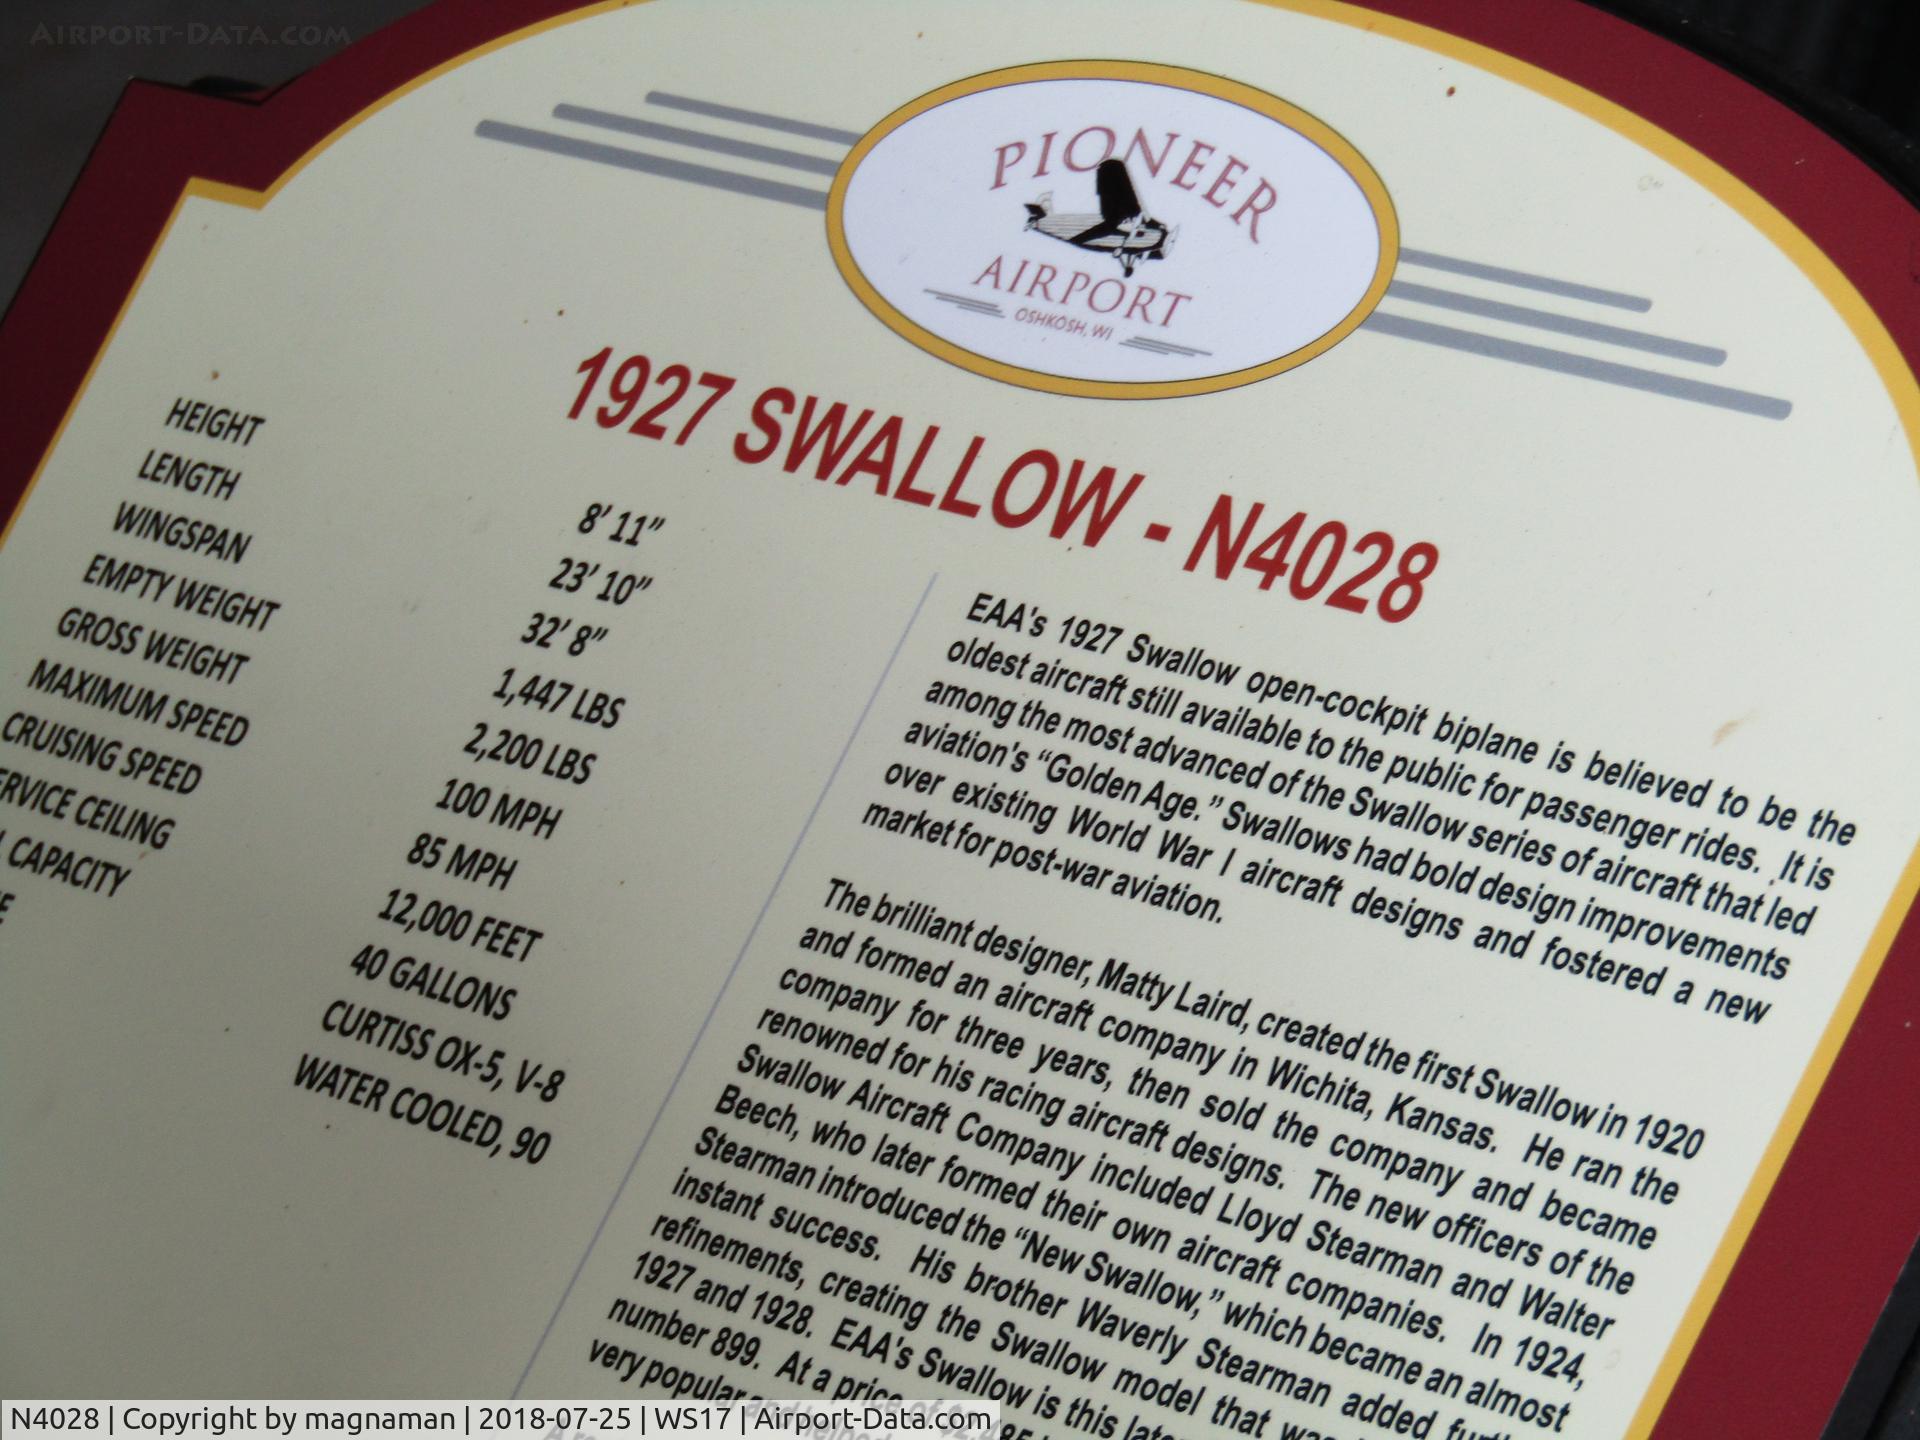 AIRPORT-DATA.COM
PIONEER
AIRPORT
OSHKOSH, WI
1927 SWALLOW - N4028
HEIGHT 8' 11”
LENGTH 23' 10”
WINGSPAN 32' 8”
EMPTY WEIGHT 1,447 LBS
GROSS WEIGHT 2,200 LBS
MAXIMUM SPEED 100 MPH
CRUISING SPEED 85 MPH
ERVICE CEILING 12,000 FEET
CAPACITY 40 GALLONS
E CURTISS OX-5, V-8
WATER COOLED, 90
EAA's 1927 Swallow open-cockpit biplane is believed to be the
oldest aircraft still available to the public for passenger rides. It is
among the most advanced of the Swallow series of aircraft that led
aviation's “Golden Age.” Swallows had bold design improvements
over existing World War I aircraft designs and fostered a new
market for post-war aviation.
The brilliant designer, Matty Laird, created the first Swallow in 1920
and formed an aircraft company in Wichita, Kansas. He ran the
company for three years, then sold the company and became
renowned for his racing aircraft designs. The new officers of the
Swallow Aircraft Company included Lloyd Stearman and Walter
Beech, who later formed their own aircraft companies. In 1924,
Stearman introduced the “New Swallow,” which became an almost
instant success. His brother Waverly Stearman added
refinements, creating the Swallow model that
1927 and 1928. EAA's Swallow is this
number 899. At a price of
very popular and
N4028 | Copyright by magnaman | 2018-07-25 | WS17 | Airport-Data.com